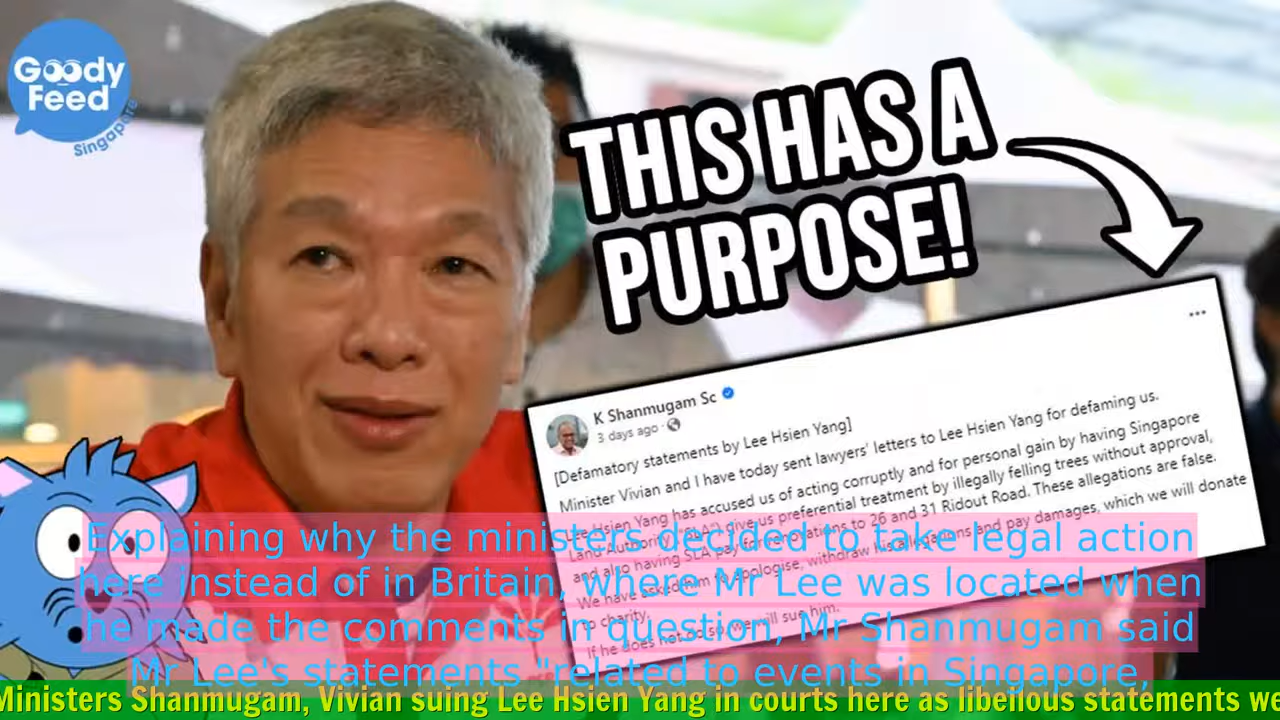 Goody
Feed
Singapore
THIS HAS A
PURPOSE!
K Shanmugam Sc
3 days ago
[Defamatory statements by Lee Hsien Yang]
Minister Vivian and I have today sent lawyers' letters to Lee Hsien Yang for defaming us.
Lee Hsien Yang has accused us of acting corruptly and for personal gain by having Singapore
Land Authority ("SLA") give us preferential treatment by illegally felling trees without approval,
and also having SLA pay for renovations to 26 and 31 Ridout Road. These allegations are false.
We have asked him to apologise, withdraw his allegations and pay damages, which we will donate
to charity.
If he does not do so, we will sue him.
Explaining why the ministers decided to take legal action
here instead of in Britain, where Mr Lee was located when
he made the comments in question, Mr Shanmugam said
Mr Lee's statements "related to events in Singapore,
Ministers Shanmugam, Vivian suing Lee Hsien Yang in courts here as libellous statements we